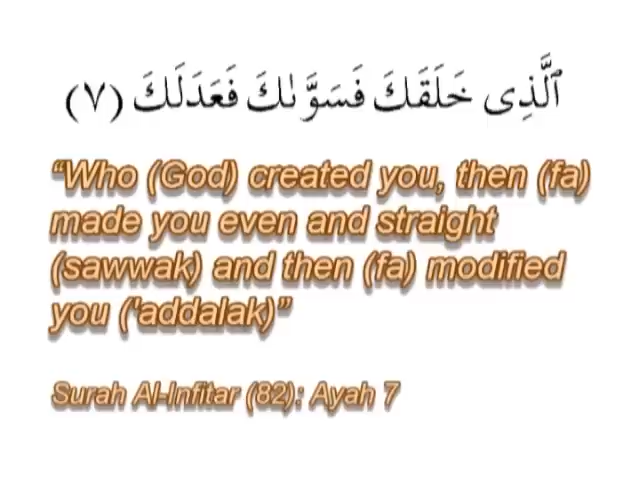 ٱلَّذِى خَلَقَكَ فَسَوَّىٰكَ فَعَدَلَكَ (٧)
“Who (God) created you, then (fa)
made you even and straight
(sawwak) and then (fa) modified
you ('addalak)”
Surah Al-Infitar (82): Ayah 7